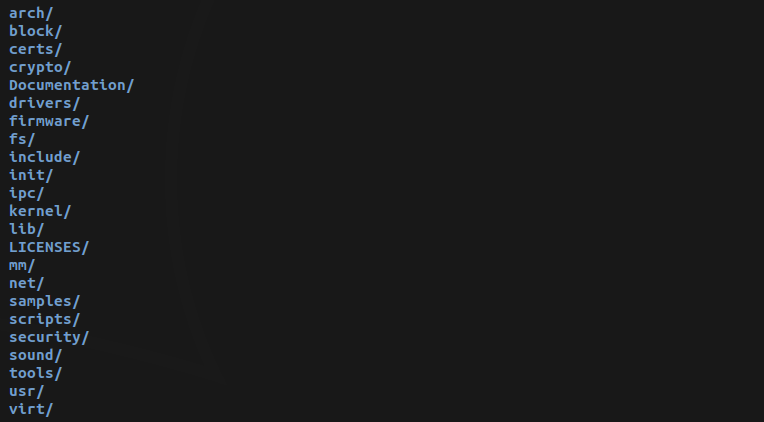 arch/
block/
certs/
crypto/
Documentation/
drivers/
firmware/
fs/
include/
init/
ipc/
kernel/
lib/
LICENSES/
mm/
net/
samples/
scripts/
security/
sound/
tools/
usr/
virt/